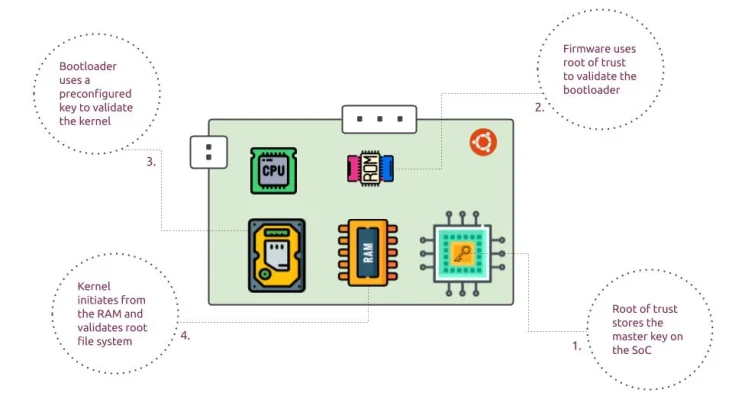 Bootloader
uses a
preconfigured
key to validate
the kernel
3.
Firmware uses
root of trust
to validate the
bootloader
2.
CPU
ROM
RAM
Kernel
initiates from
the RAM and
validates root
file system
4.
Root of trust
stores the
master key on
the SoC
1.